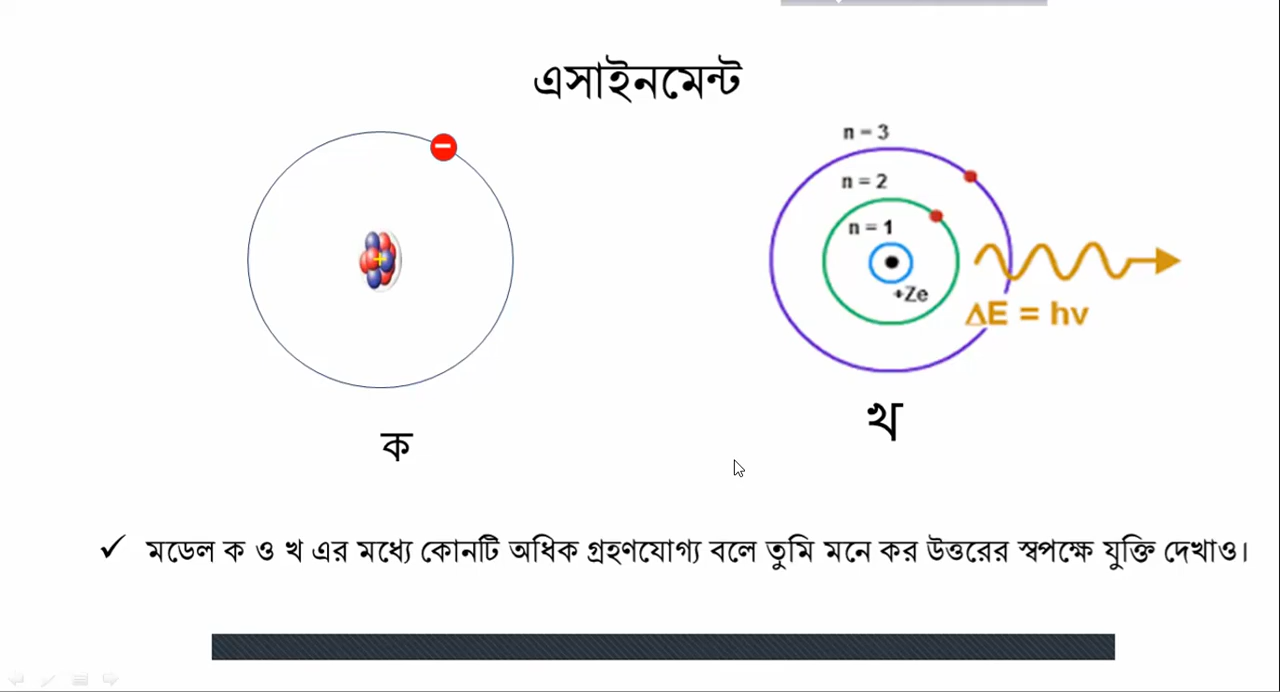 এসাইনমেন্ট
n = 3
n = 2
n = 1
+Ze
ΔE = hv
+
ক
খ
✓ মডেল ক ও খ এর মধ্যে কোনটি অধিক গ্রহণযোগ্য বলে তুমি মনে কর উত্তরের স্বপক্ষে যুক্তি দেখাও।